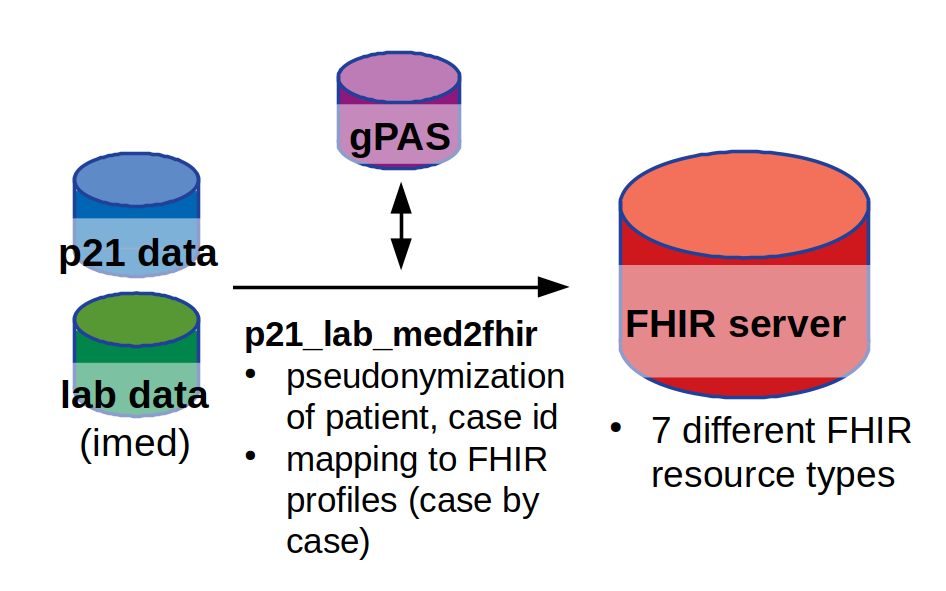 gPAS
p21 data
lab data
(imed)
p21_lab_med2fhir
• pseudonymization
of patient, case id
• mapping to FHIR
profiles (case by
case)
FHIR server
• 7 different FHIR
resource types